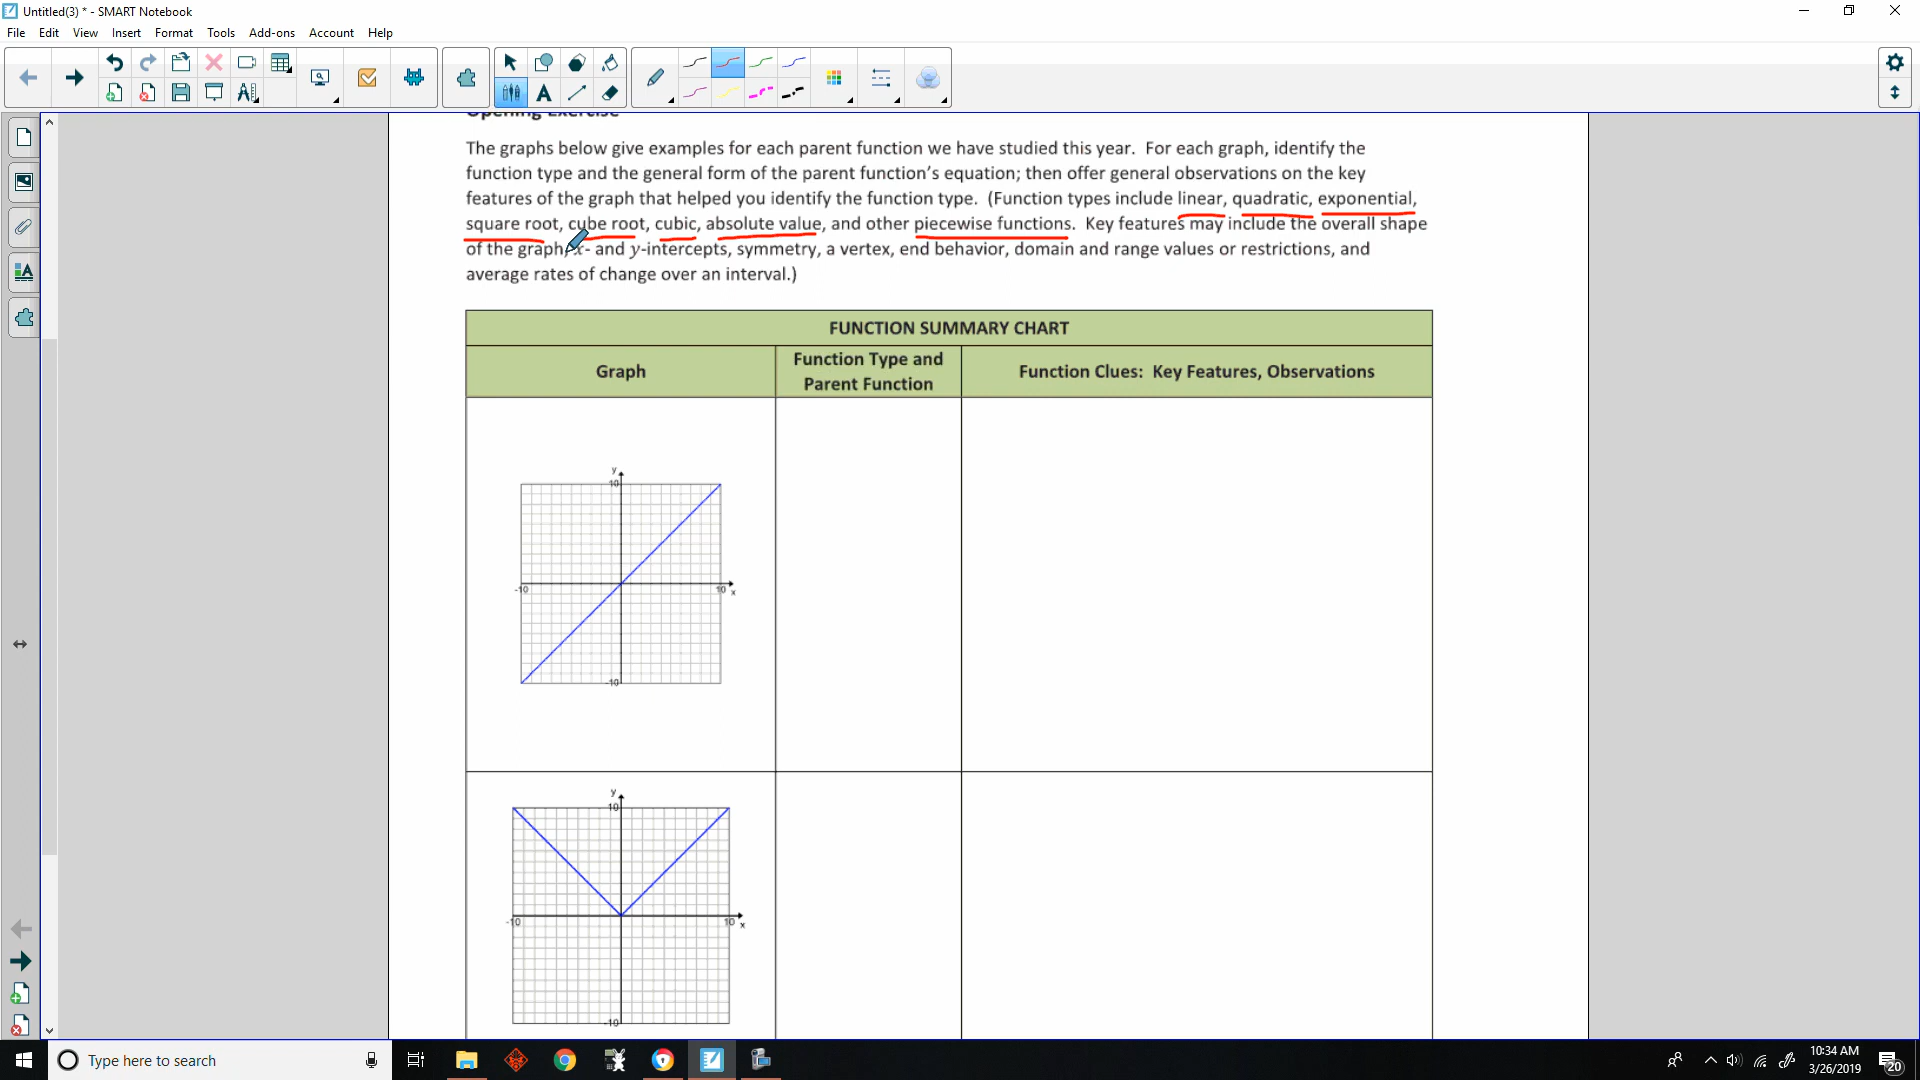 Untitled(3) * - SMART Notebook
File Edit View Insert Format Tools Add-ons Account Help
Opening Exercise
The graphs below give examples for each parent function we have studied this year. For each graph, identify the
function type and the general form of the parent function's equation; then offer general observations on the key
features of the graph that helped you identify the function type. (Function types include linear, quadratic, exponential,
square root, cube root, cubic, absolute value, and other piecewise functions. Key features may include the overall shape
of the graph, x- and y-intercepts, symmetry, a vertex, end behavior, domain and range values or restrictions, and
average rates of change over an interval.)
FUNCTION SUMMARY CHART
Graph
Function Type and
Parent Function
Function Clues: Key Features, Observations
y
10
-10 10 x
-10
y
10
-10 10 x
-10
Type here to search
10:34 AM
3/26/2019
20